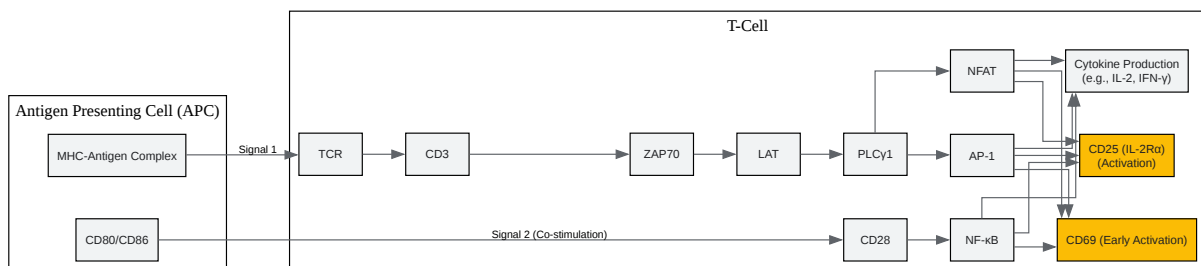 T-Cell
Antigen Presenting Cell (APC)
NFAT
Cytokine Production
(e.g., IL-2, IFN-γ)
MHC-Antigen Complex
Signal 1
TCR
CD3
ZAP70
LAT
PLCγ1
AP-1
CD25 (IL-2Rα)
(Activation)
CD80/CD86
Signal 2 (Co-stimulation)
CD28
NF-κB
CD69 (Early Activation)